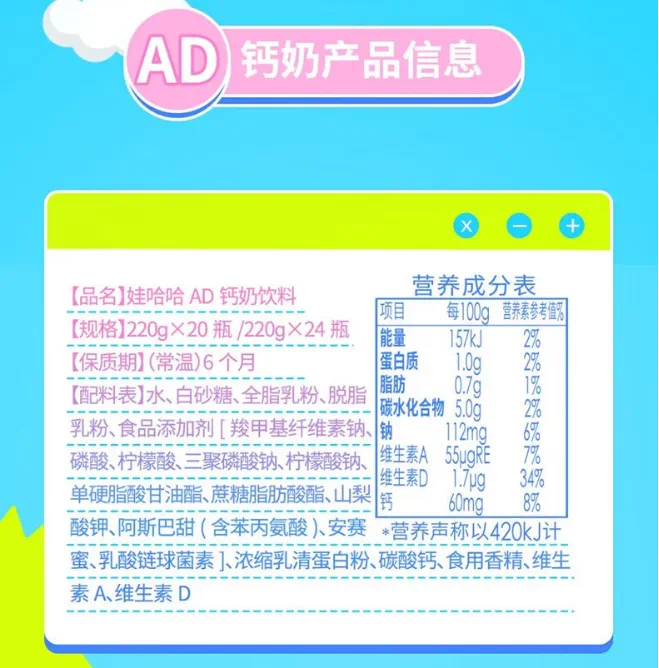 AD 钙奶产品信息
【品名】娃哈哈 AD 钙奶饮料
【规格】220g×20 瓶 /220g×24 瓶
【保质期】(常温)6 个月
【配料表】水、白砂糖、全脂乳粉、脱脂
乳粉、食品添加剂 [ 羧甲基纤维素钠、
磷酸、柠檬酸、三聚磷酸钠、柠檬酸钠、
单硬脂酸甘油酯、蔗糖脂肪酸酯、山梨
酸钾、阿斯巴甜 ( 含苯丙氨酸 )、安赛
蜜、乳酸链球菌素 ]、浓缩乳清蛋白粉、碳酸钙、食用香精、维生
素 A、维生素 D
营养成分表
项目 每100g 营养素参考值%
能量 157kJ 2%
蛋白质 1.0g 2%
脂肪 0.7g 1%
碳水化合物 5.0g 2%
钠 112mg 6%
维生素A 55μgRE 7%
维生素D 1.7μg 34%
钙 60mg 8%
*营养声称以420kJ计